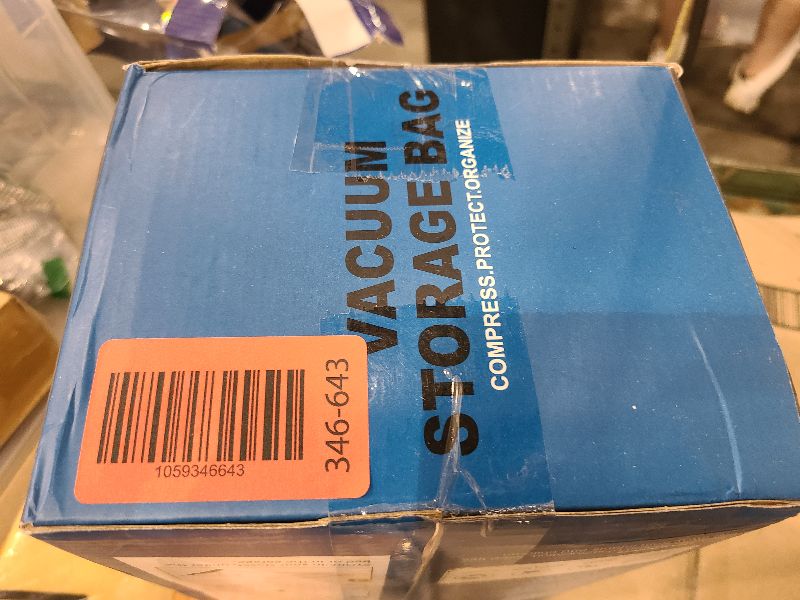 VACUUM
STORAGE BAG
COMPRESS.PROTECT.ORGANIZE
346-643
1059346643